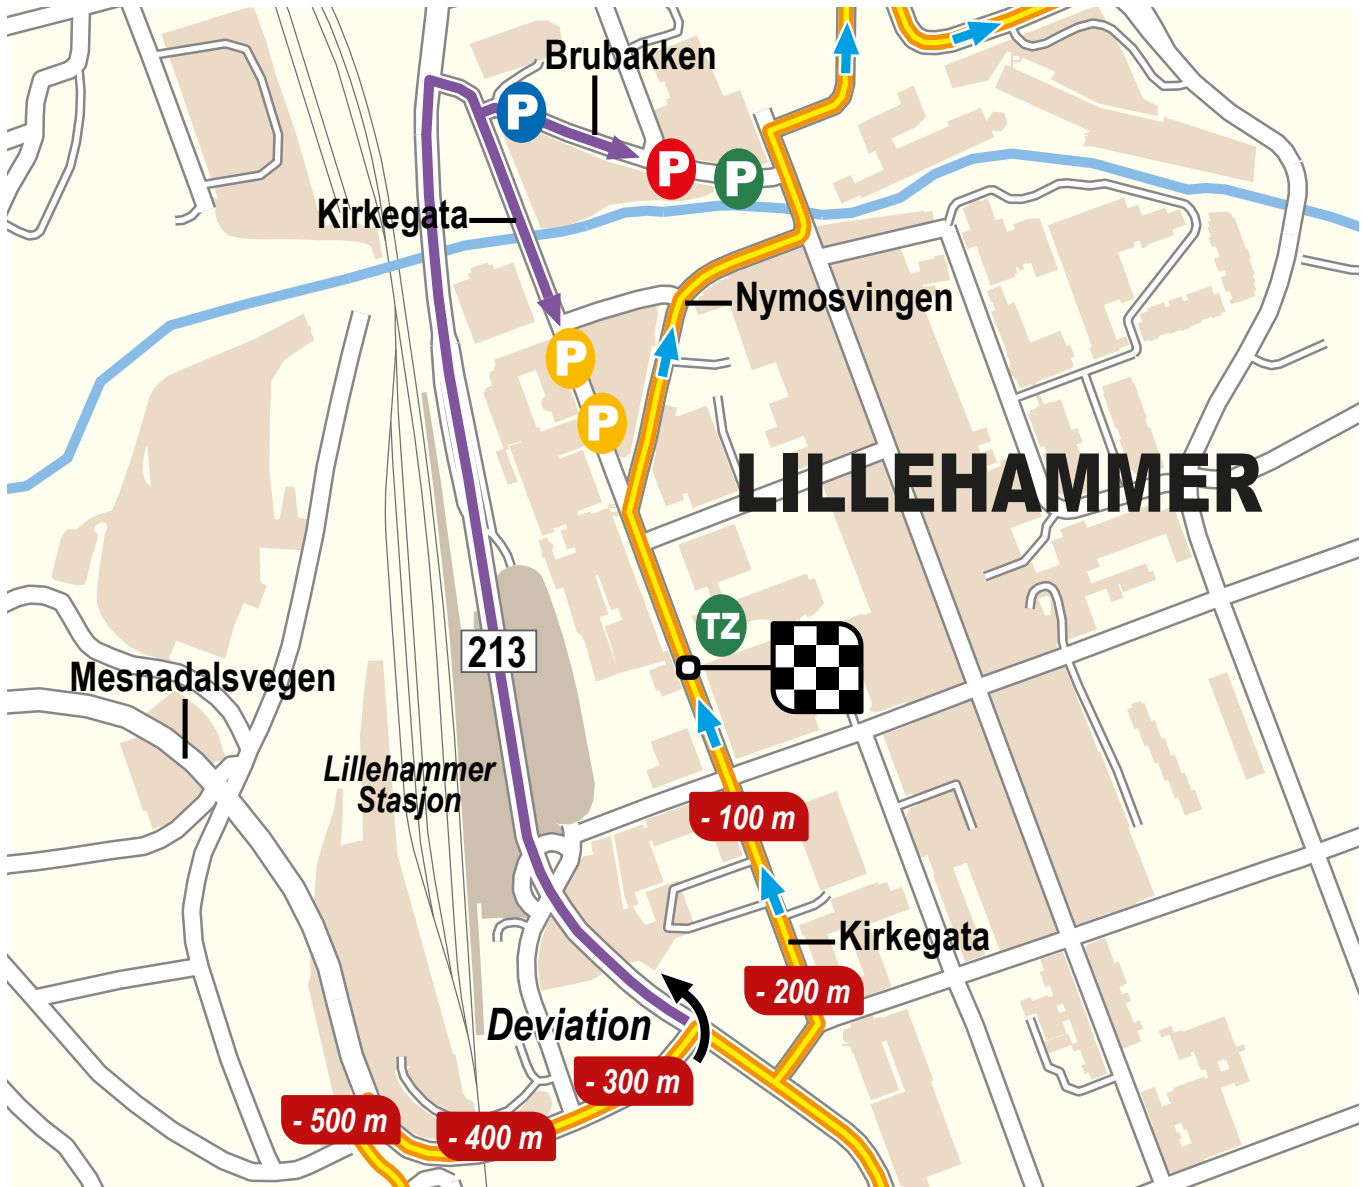 Brubakken
P
P
P
Kirkegata
Nymosvingen
P
P
LILLEHAMMER
TZ
213
Mesnadalsvegen
Lillehammer
Stasjon
- 100 m
Kirkegata
- 200 m
Deviation
- 300 m
- 500 m
- 400 m